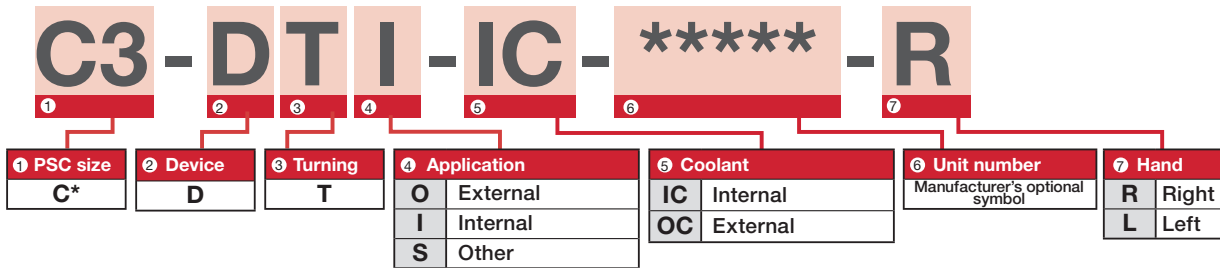 C3 - D T I - IC - ***** - R
① ② ③ ④ ⑤ ⑥ ⑦
① PSC size
C*
② Device
D
③ Turning
T
④ Application
O External
I Internal
S Other
⑤ Coolant
IC Internal
OC External
⑥ Unit number
Manufacturer's optional
symbol
⑦ Hand
R Right
L Left